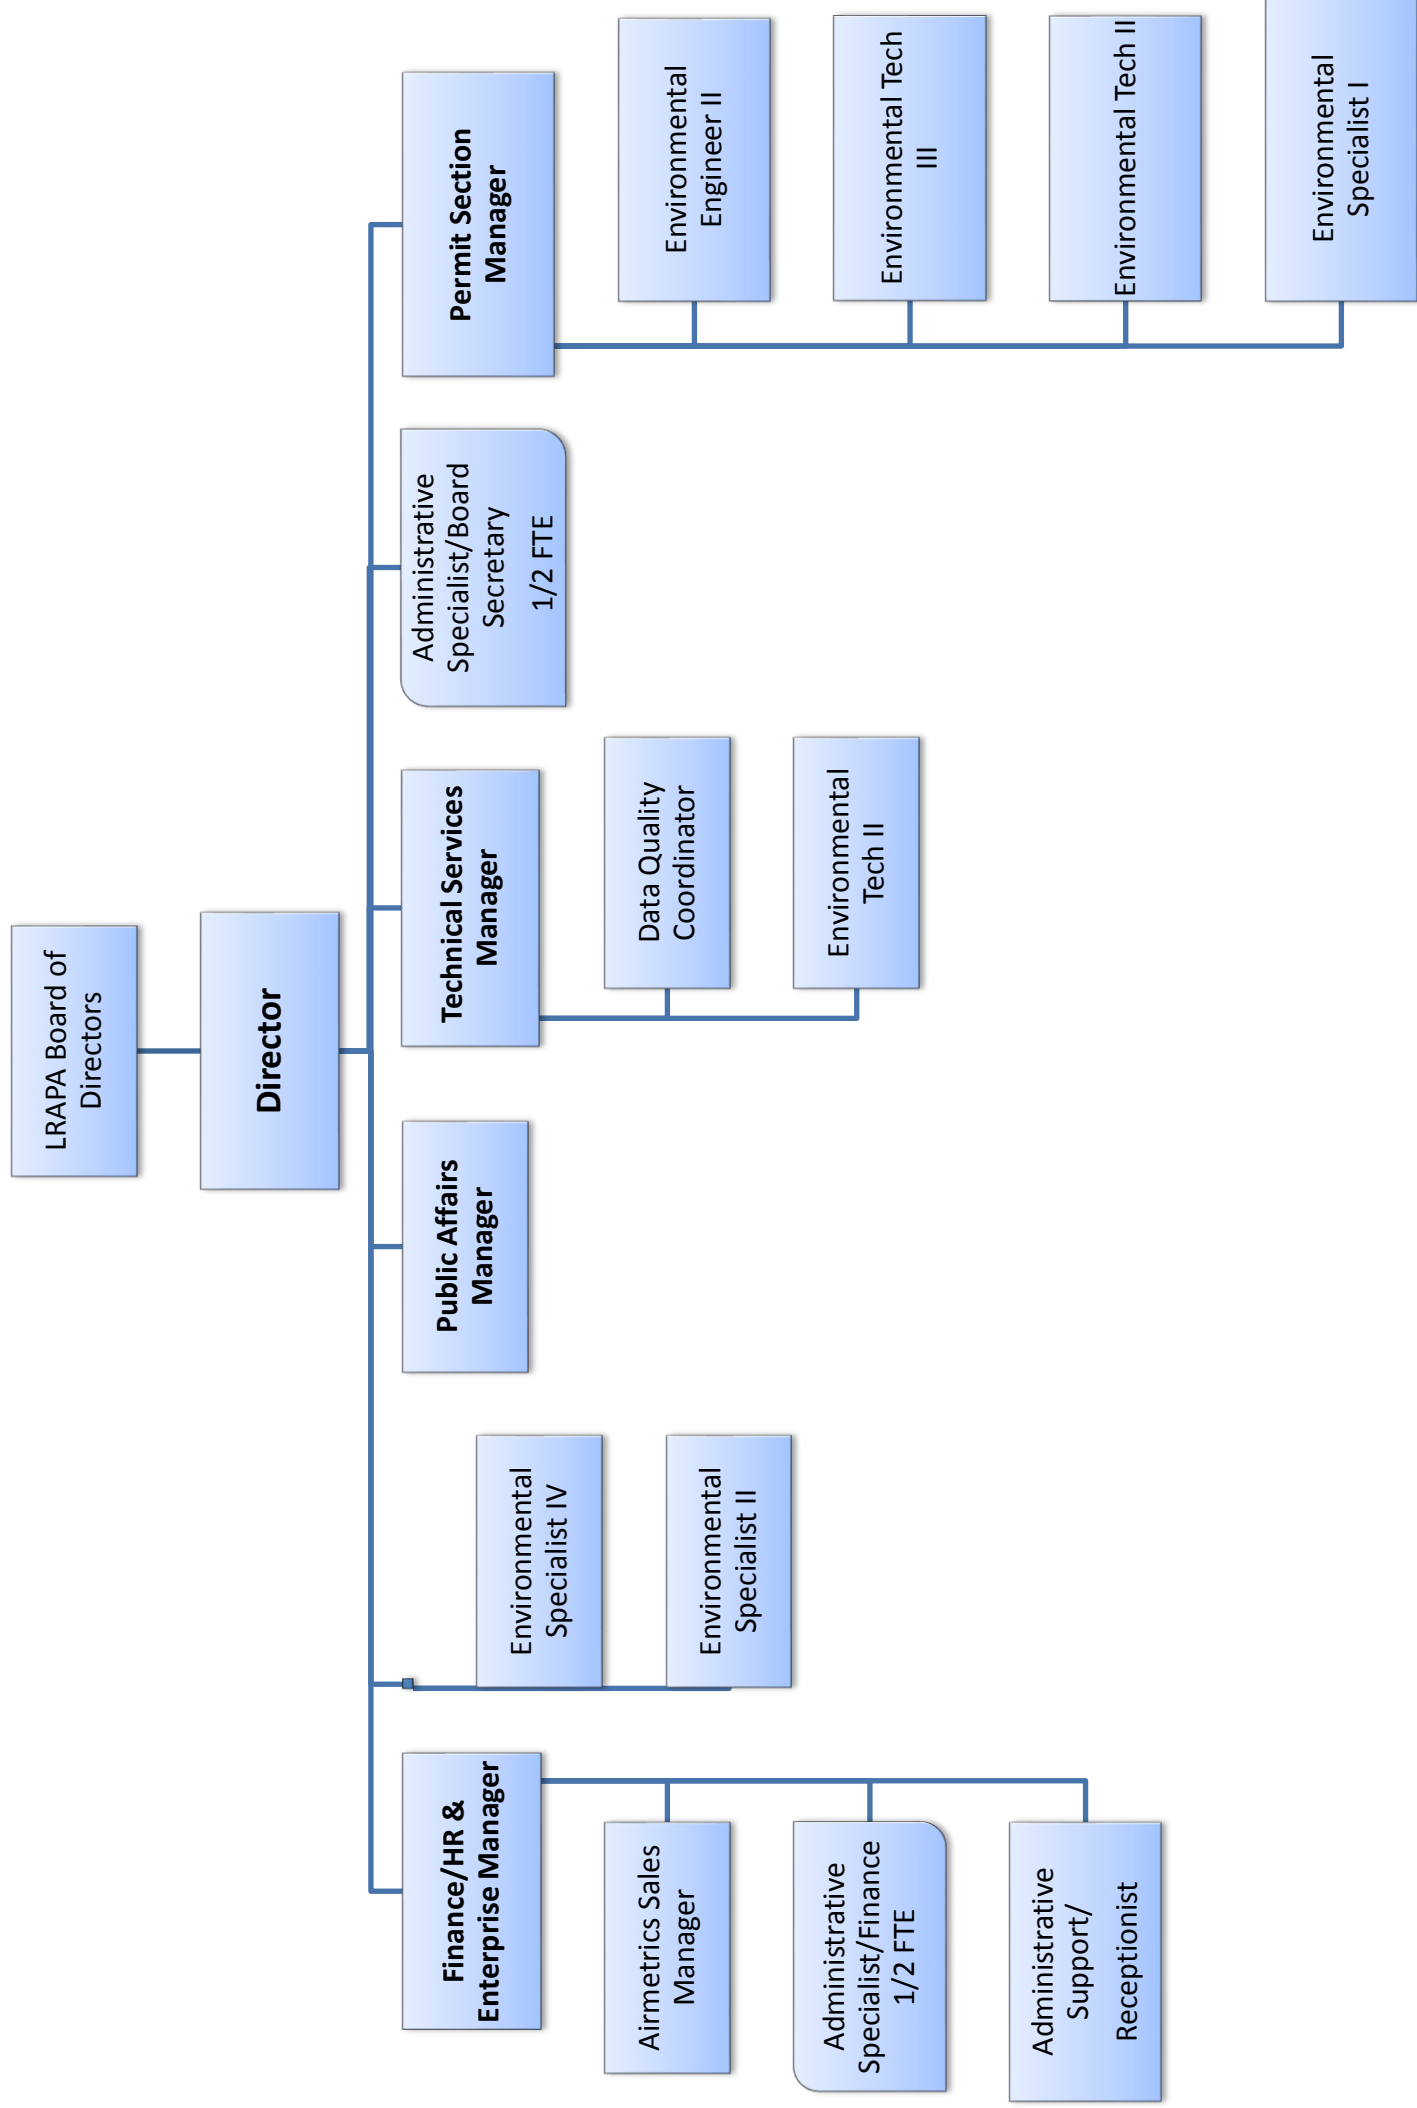 LRAPA Board of
Directors
Director
Finance/HR &
Enterprise Manager
Airmetrics Sales
Manager
Administrative
Specialist/Finance
1/2 FTE
Administrative
Support/
Receptionist
Environmental
Specialist IV
Environmental
Specialist II
Public Affairs
Manager
Technical Services
Manager
Data Quality
Coordinator
Environmental
Tech II
Administrative
Specialist/Board
Secretary
1/2 FTE
Permit Section
Manager
Environmental
Engineer II
Environmental Tech
III
Environmental Tech II
Environmental
Specialist I